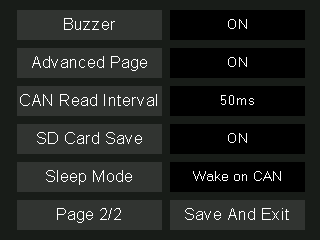 Buzzer ON
Advanced Page ON
CAN Read Interval 50ms
SD Card Save ON
Sleep Mode Wake on CAN
Page 2/2 Save And Exit